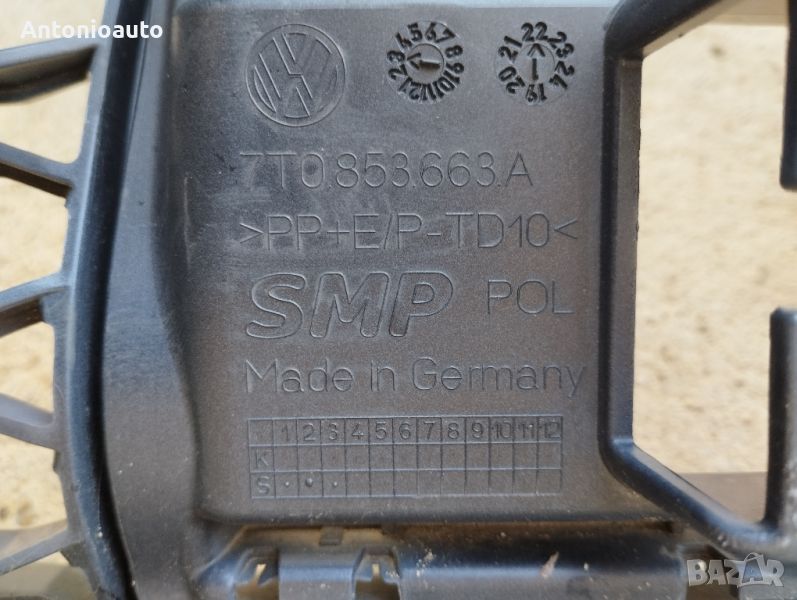 Antonioauto
7T0.853.663.A
>PP+E/P-TD10<
SMP POL
Made in Germany
1 2 3 4 5 6 7 8 9 10 11 12
K
S
BAZAR